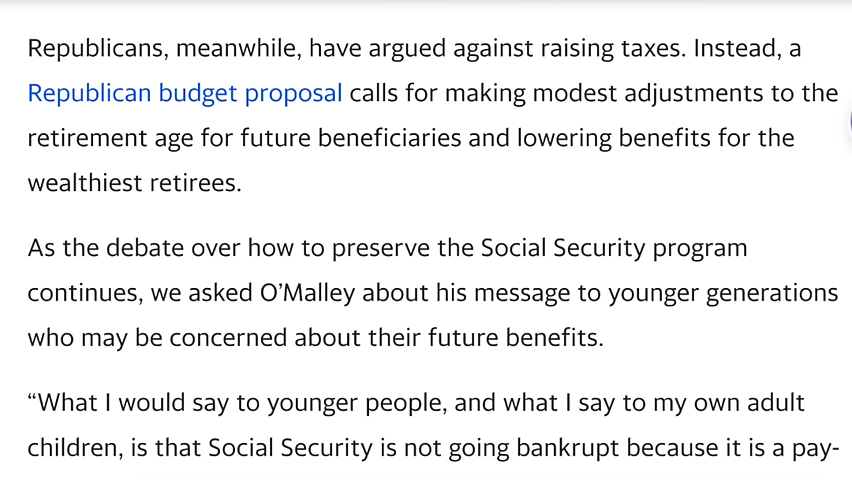 Republicans, meanwhile, have argued against raising taxes. Instead, a
Republican budget proposal calls for making modest adjustments to the
retirement age for future beneficiaries and lowering benefits for the
wealthiest retirees.
As the debate over how to preserve the Social Security program
continues, we asked O’Malley about his message to younger generations
who may be concerned about their future benefits.
“What I would say to younger people, and what I say to my own adult
children, is that Social Security is not going bankrupt because it is a pay-